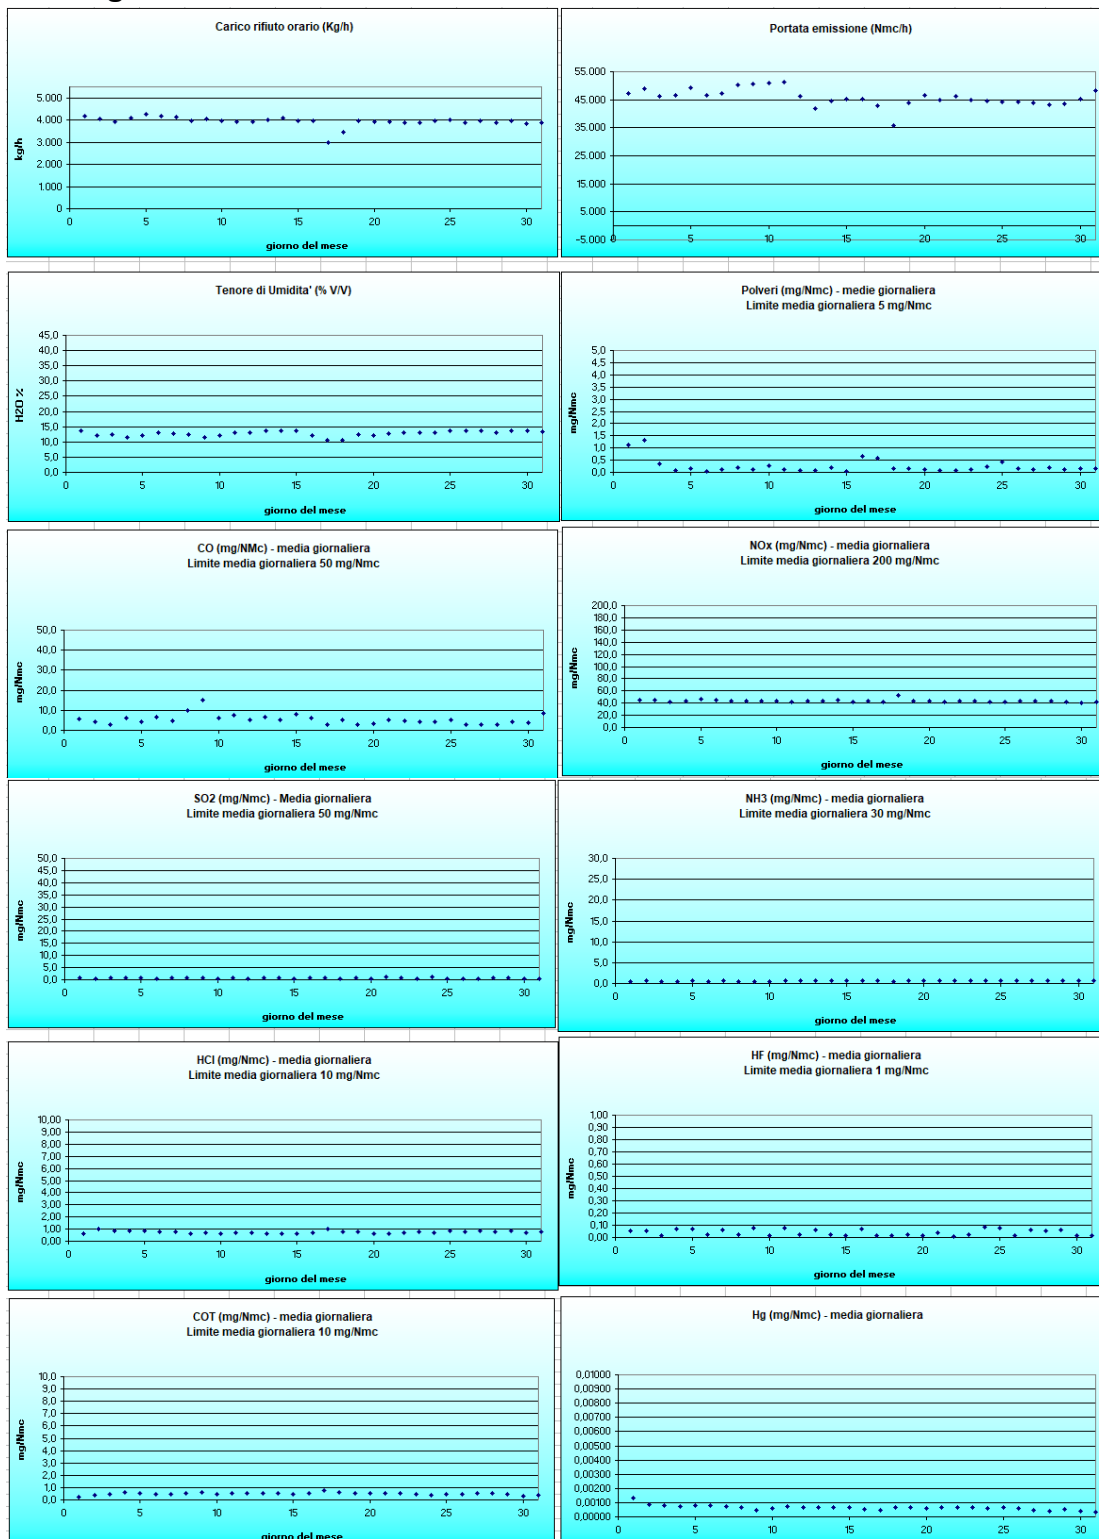 Carico rifiuto orario (Kg/h)
5.000
4.000
3.000
2.000
1.000
0
kg/h
0 5 10 15 20 25 30
giorno del mese
Portata emissione (Nmc/h)
55.000
45.000
35.000
25.000
15.000
5.000
-5.000
0 5 10 15 20 25 30
Tenore di Umidita' (% V/V)
45,0
40,0
35,0
30,0
25,0
20,0
15,0
10,0
5,0
0,0
H2O %
0 5 10 15 20 25 30
giorno del mese
Polveri (mg/Nmc) - medie giornaliera
Limite media giornaliera 5 mg/Nmc
5,0
4,5
4,0
3,5
3,0
2,5
2,0
1,5
1,0
0,5
0,0
mg/Nmc
0 5 10 15 20 25 30
giorno del mese
CO (mg/NMc) - media giornaliera
Limite media giornaliera 50 mg/Nmc
50,0
40,0
30,0
20,0
10,0
0,0
mg/Nmc
0 5 10 15 20 25 30
giorno del mese
NOx (mg/Nmc) - media giornaliera
Limite media giornaliera 200 mg/Nmc
200,0
180,0
160,0
140,0
120,0
100,0
80,0
60,0
40,0
20,0
0,0
mg/Nmc
0 5 10 15 20 25 30
giorno del mese
SO2 (mg/Nmc) - Media giornaliera
Limite media giornaliera 50 mg/Nmc
50,0
45,0
40,0
35,0
30,0
25,0
20,0
15,0
10,0
5,0
0,0
mg/Nmc
0 5 10 15 20 25 30
giorno del mese
NH3 (mg/Nmc) - media giornaliera
Limite media giornaliera 30 mg/Nmc
30,0
25,0
20,0
15,0
10,0
5,0
0,0
mg/Nmc
0 5 10 15 20 25 30
giorno del mese
HCl (mg/Nmc) - media giornaliera
Limite media giornaliera 10 mg/Nmc
10,00
9,00
8,00
7,00
6,00
5,00
4,00
3,00
2,00
1,00
0,00
mg/Nmc
0 5 10 15 20 25 30
giorno del mese
HF (mg/Nmc) - media giornaliera
Limite media giornaliera 1 mg/Nmc
1,00
0,90
0,80
0,70
0,60
0,50
0,40
0,30
0,20
0,10
0,00
mg/Nmc
0 5 10 15 20 25 30
giorno del mese
COT (mg/Nmc) - media giornaliera
Limite media giornaliera 10 mg/Nmc
10,0
9,0
8,0
7,0
6,0
5,0
4,0
3,0
2,0
1,0
0,0
mg/Nmc
0 5 10 15 20 25 30
giorno del mese
Hg (mg/Nmc) - media giornaliera
0,01000
0,00900
0,00800
0,00700
0,00600
0,00500
0,00400
0,00300
0,00200
0,00100
0,00000
0 5 10 15 20 25 30